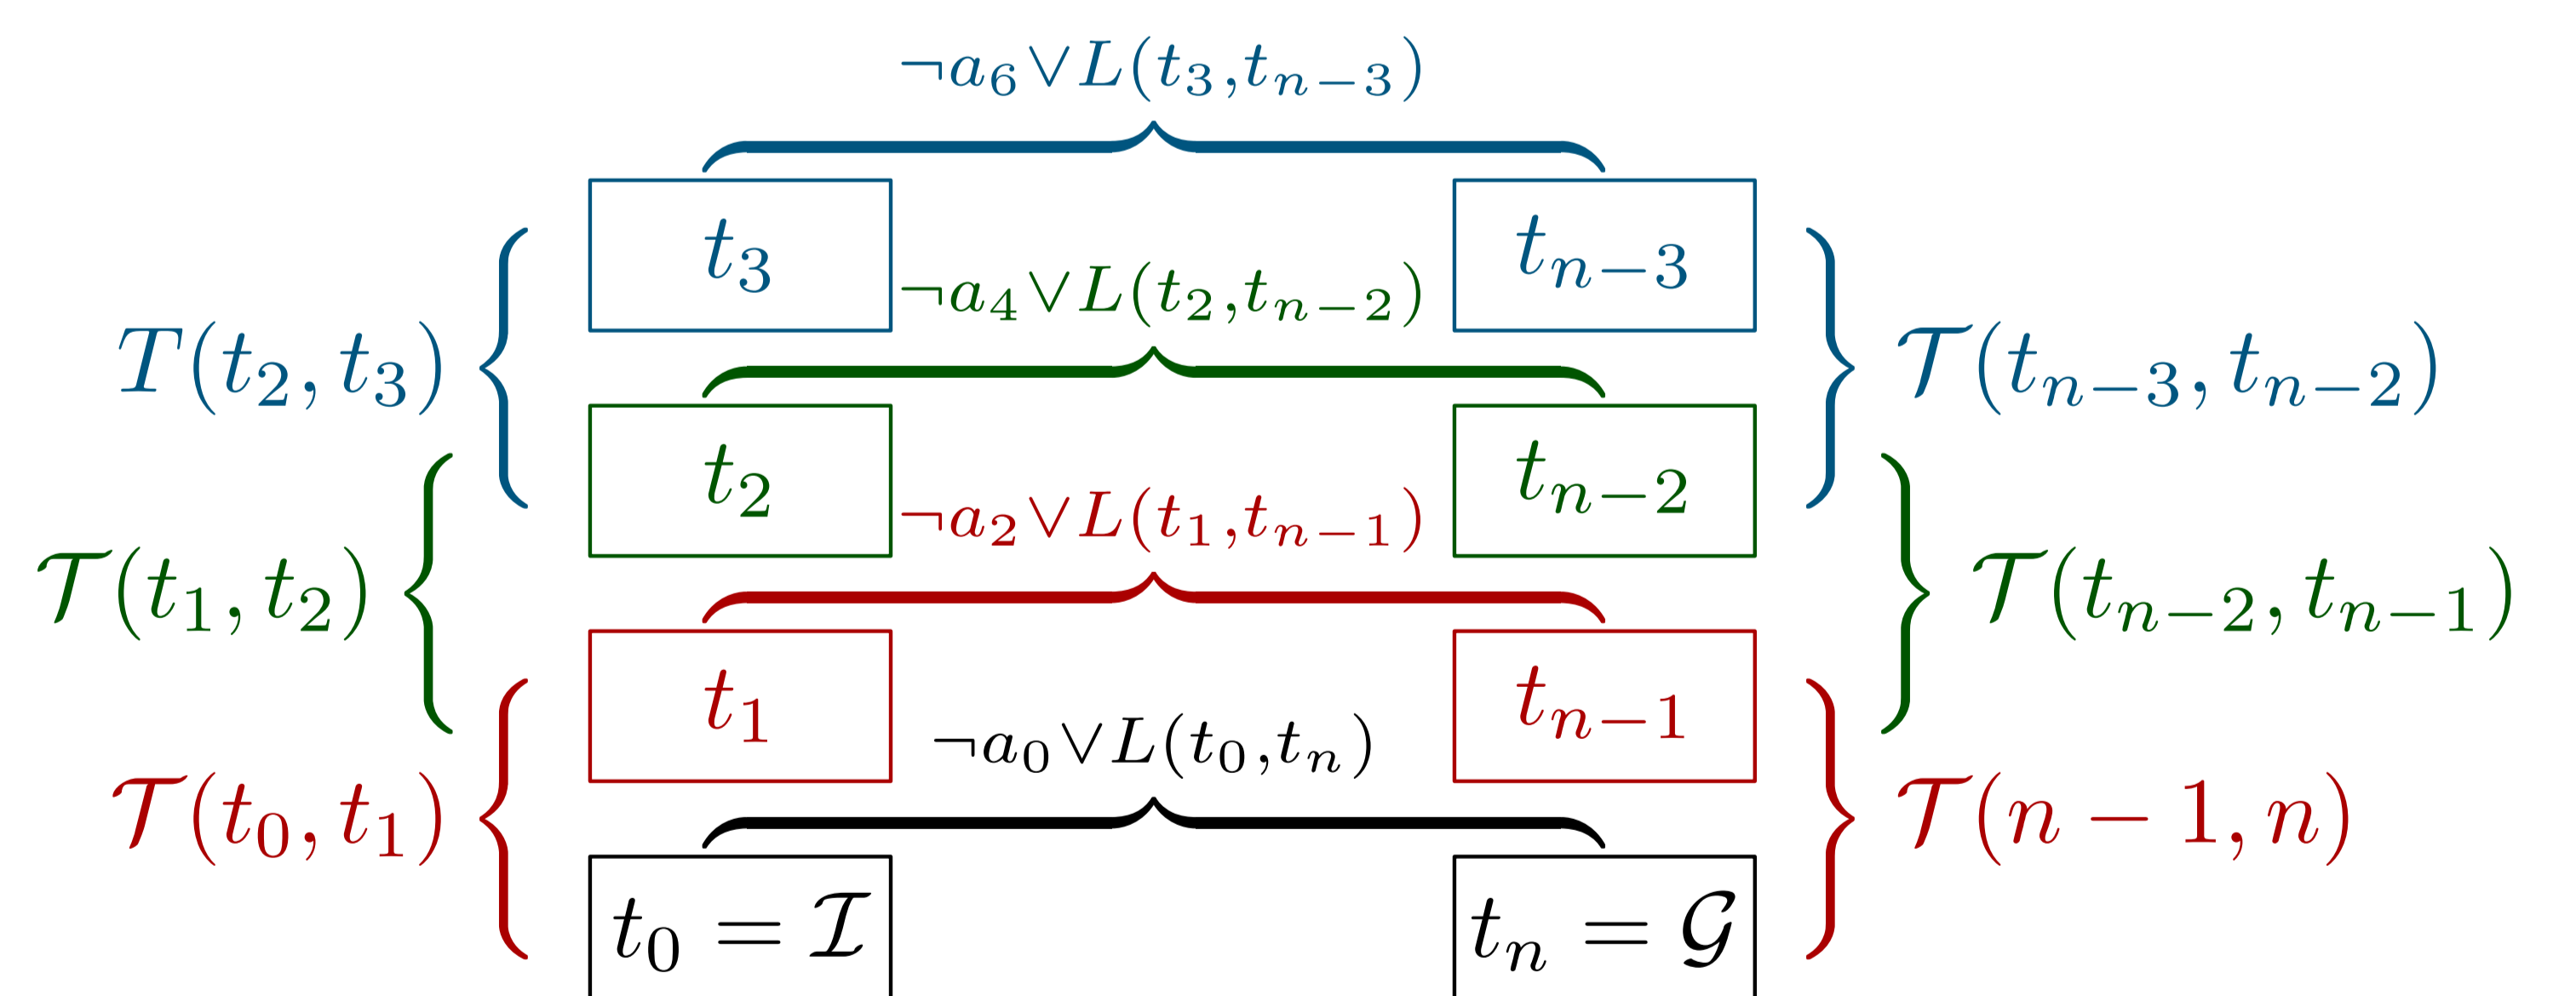 ¬a₆∨L(t₃,tₙ₋₃)
t₃ tₙ₋₃
¬a₄∨L(t₂,tₙ₋₂)
T(t₂,t₃) 𝒯(tₙ₋₃,tₙ₋₂)
t₂ tₙ₋₂
¬a₂∨L(t₁,tₙ₋₁)
𝒯(t₁,t₂) 𝒯(tₙ₋₂,tₙ₋₁)
t₁ tₙ₋₁
¬a₀∨L(t₀,tₙ)
𝒯(t₀,t₁) 𝒯(n − 1,n)
t₀ = ℐ tₙ = 𝒢